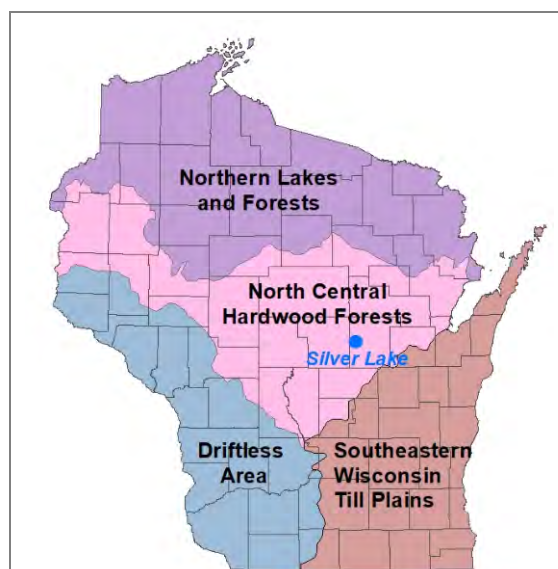 Northern Lakes
and Forests
North Central
Hardwood Forests
Silver Lake
Driftless
Area
Southeastern
Wisconsin
Till Plains